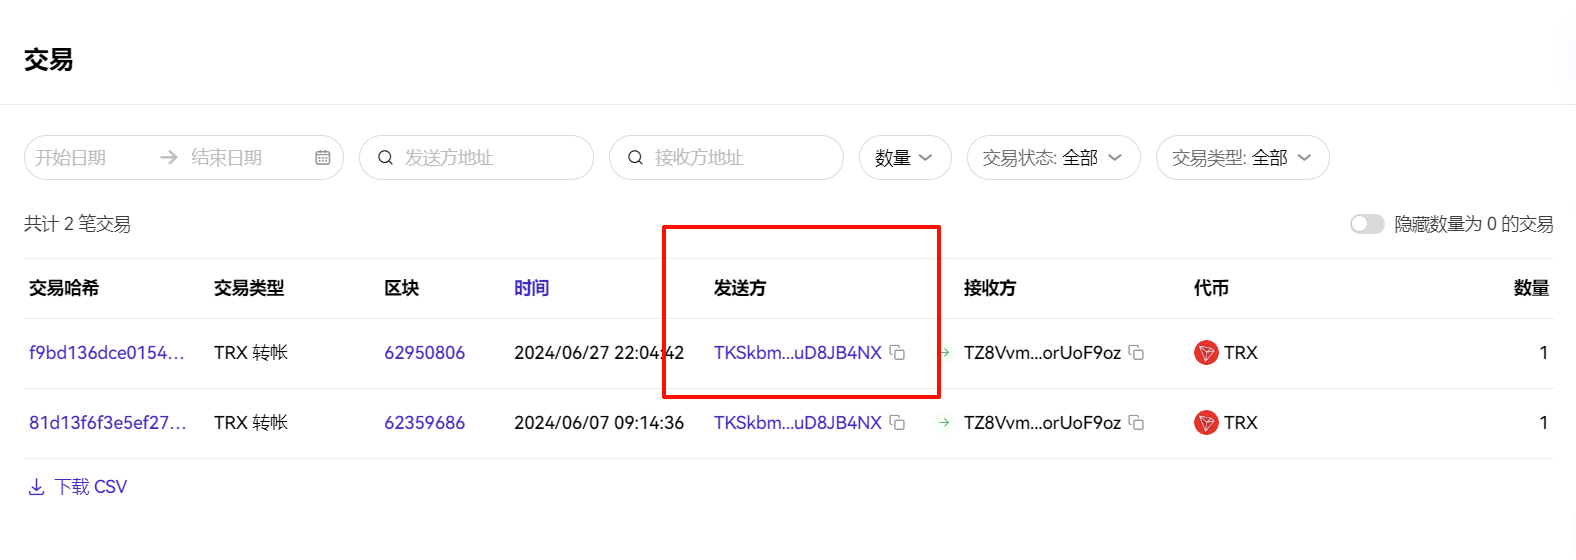 交易
开始日期 → 结束日期 发送方地址 接收方地址 数量 交易状态: 全部 交易类型: 全部
共计 2 笔交易 隐藏数量为 0 的交易
交易哈希 交易类型 区块 时间 发送方 接收方 代币 数量
f9bd136dce0154... TRX 转帐 62950806 2024/06/27 22:04:42 TKSkbm...uD8JB4NX → TZ8Vvm...orUoF9oz TRX 1
81d13f6f3e5ef27... TRX 转帐 62359686 2024/06/07 09:14:36 TKSkbm...uD8JB4NX → TZ8Vvm...orUoF9oz TRX 1
下载 CSV